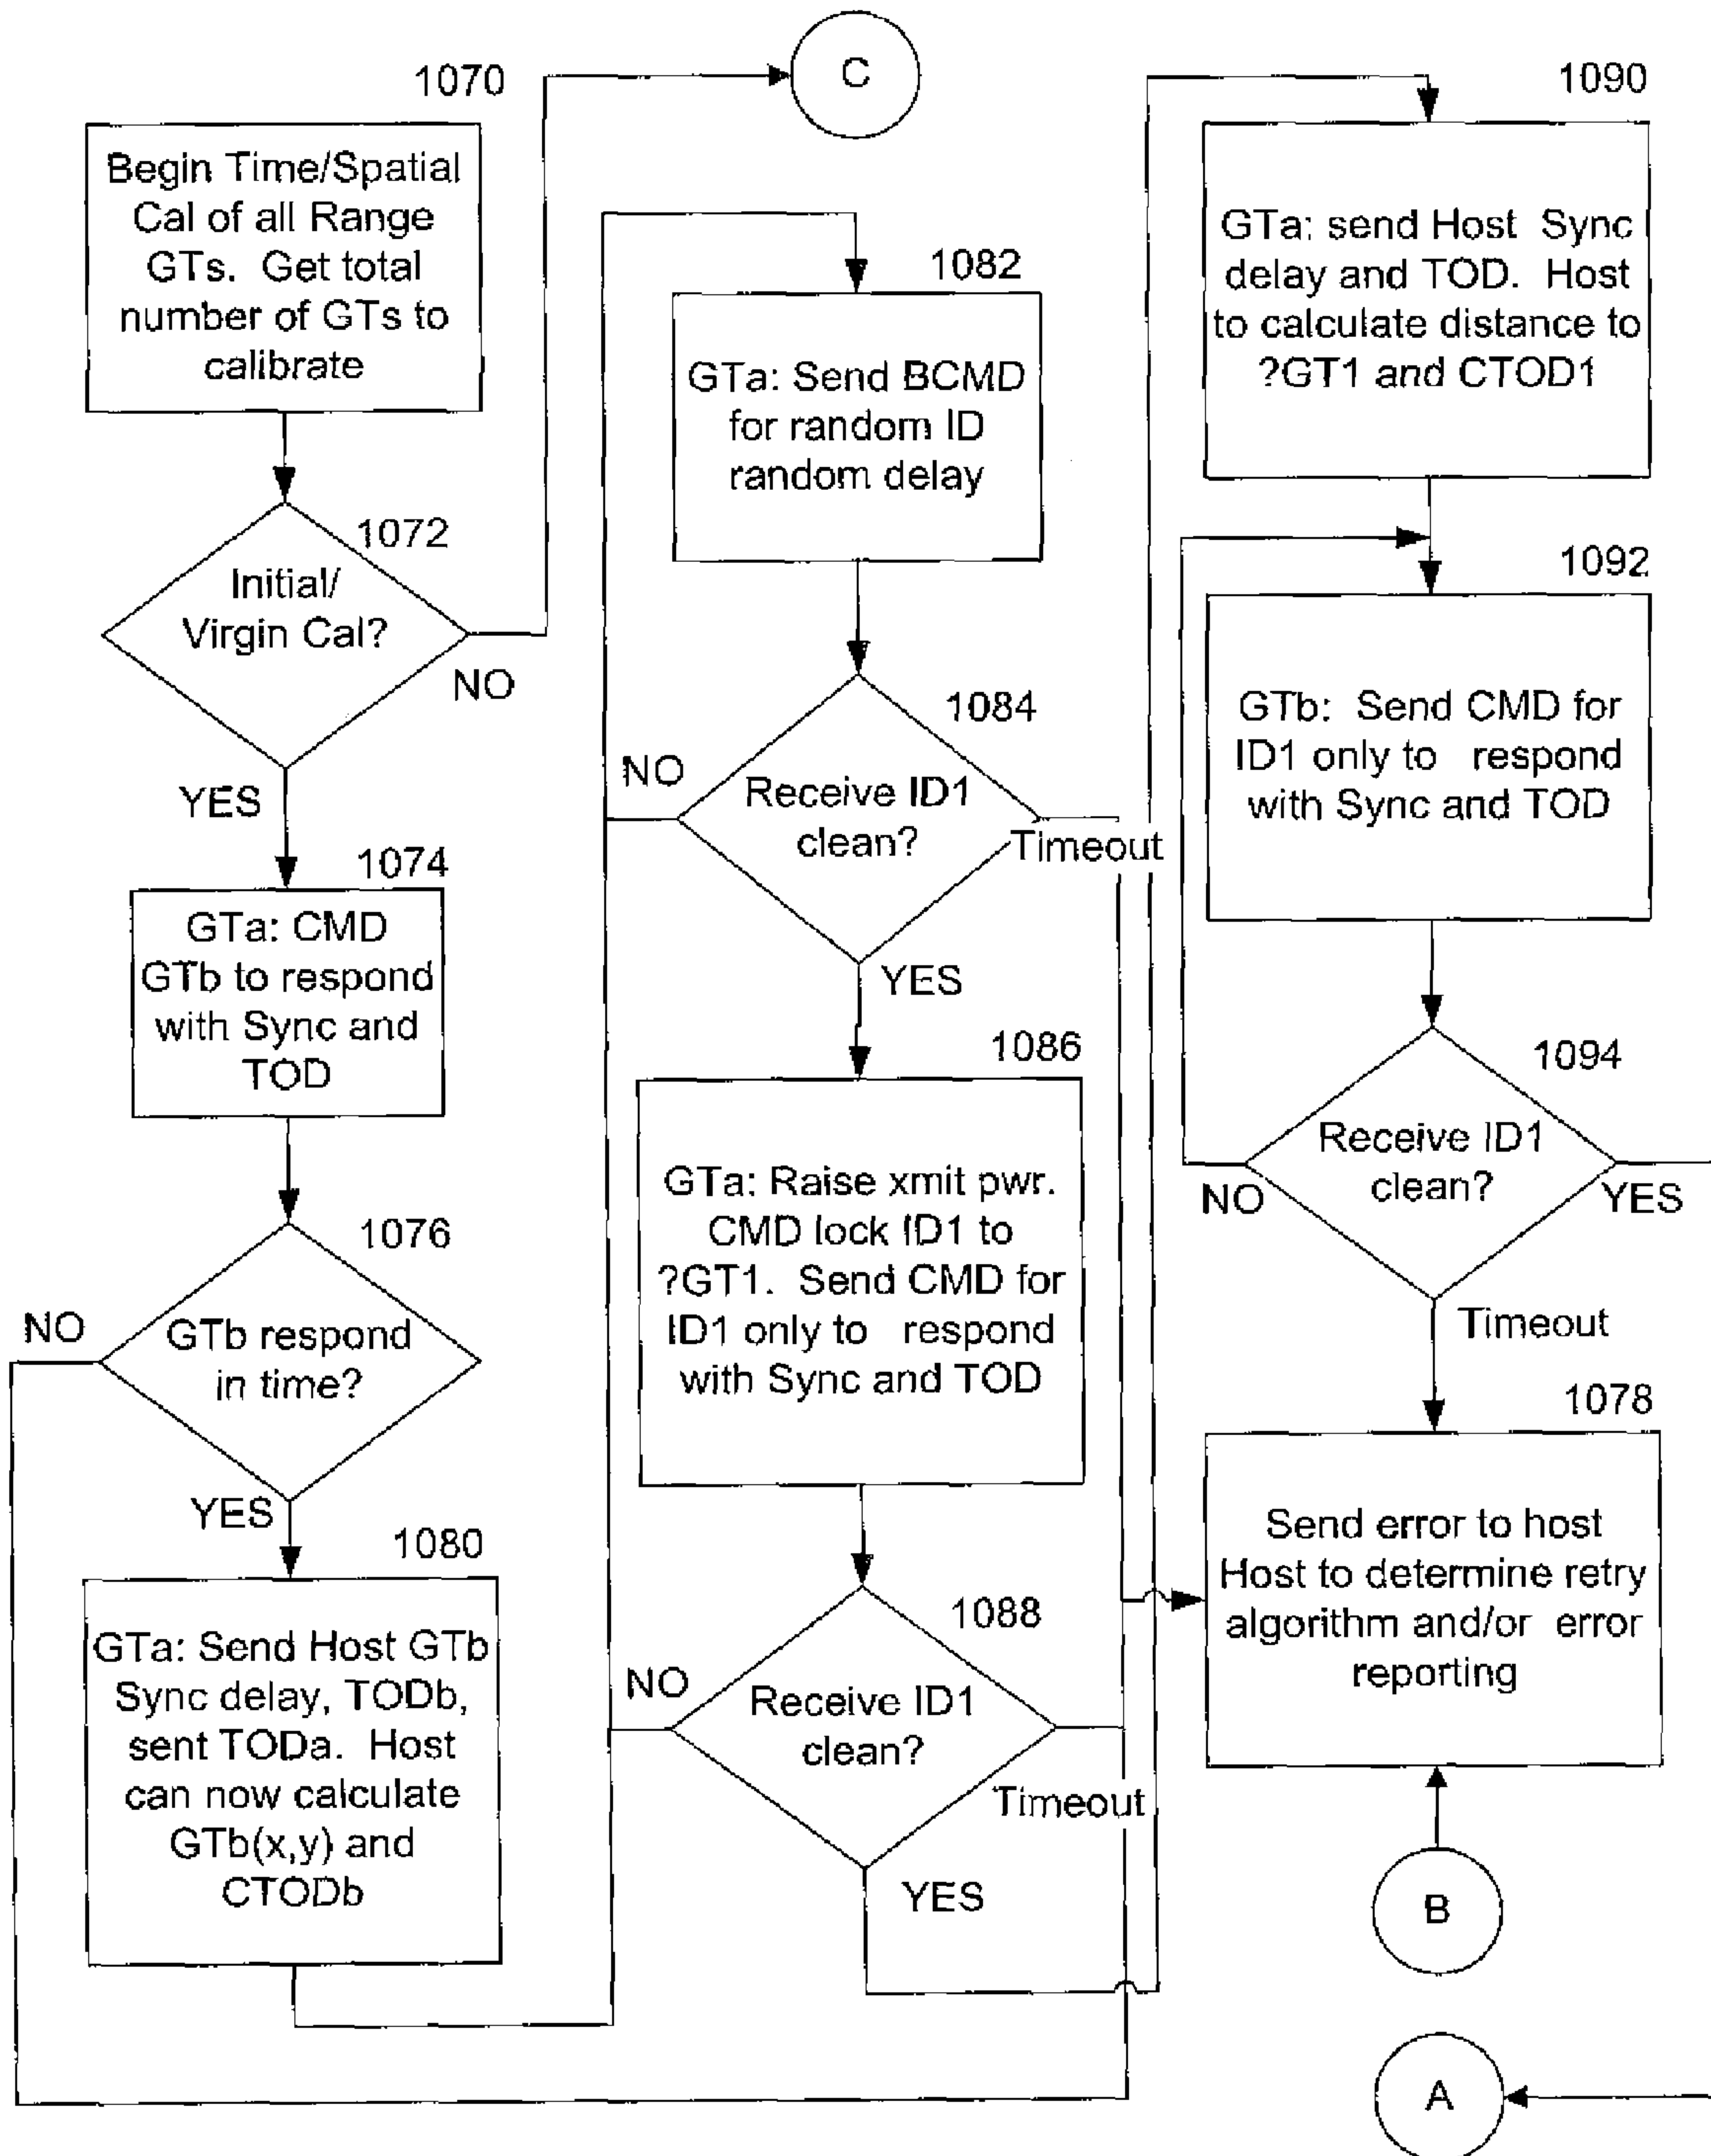 1070
Begin Time/Spatial
Cal of all Range
GTs. Get total
number of GTs to
calibrate
1072
Initial/
Virgin Cal?
NO
YES
1074
GTa: CMD
GTb to respond
with Sync and
TOD
1076
NO
GTb respond
in time?
YES
1080
GTa: Send Host GTb
Sync delay, TODb,
sent TODa. Host
can now calculate
GTb(x,y) and
CTODb
C
1082
GTa: Send BCMD
for random ID
random delay
1084
NO
Receive ID1
clean?
Timeout
YES
1086
GTa: Raise xmit pwr.
CMD lock ID1 to
?GT1. Send CMD for
ID1 only to respond
with Sync and TOD
1088
NO
Receive ID1
clean?
Timeout
YES
1090
GTa: send Host Sync
delay and TOD. Host
to calculate distance to
?GT1 and CTOD1
1092
GTb: Send CMD for
ID1 only to respond
with Sync and TOD
1094
Receive ID1
clean?
NO
YES
Timeout
1078
Send error to host
Host to determine retry
algorithm and/or error
reporting
B
A